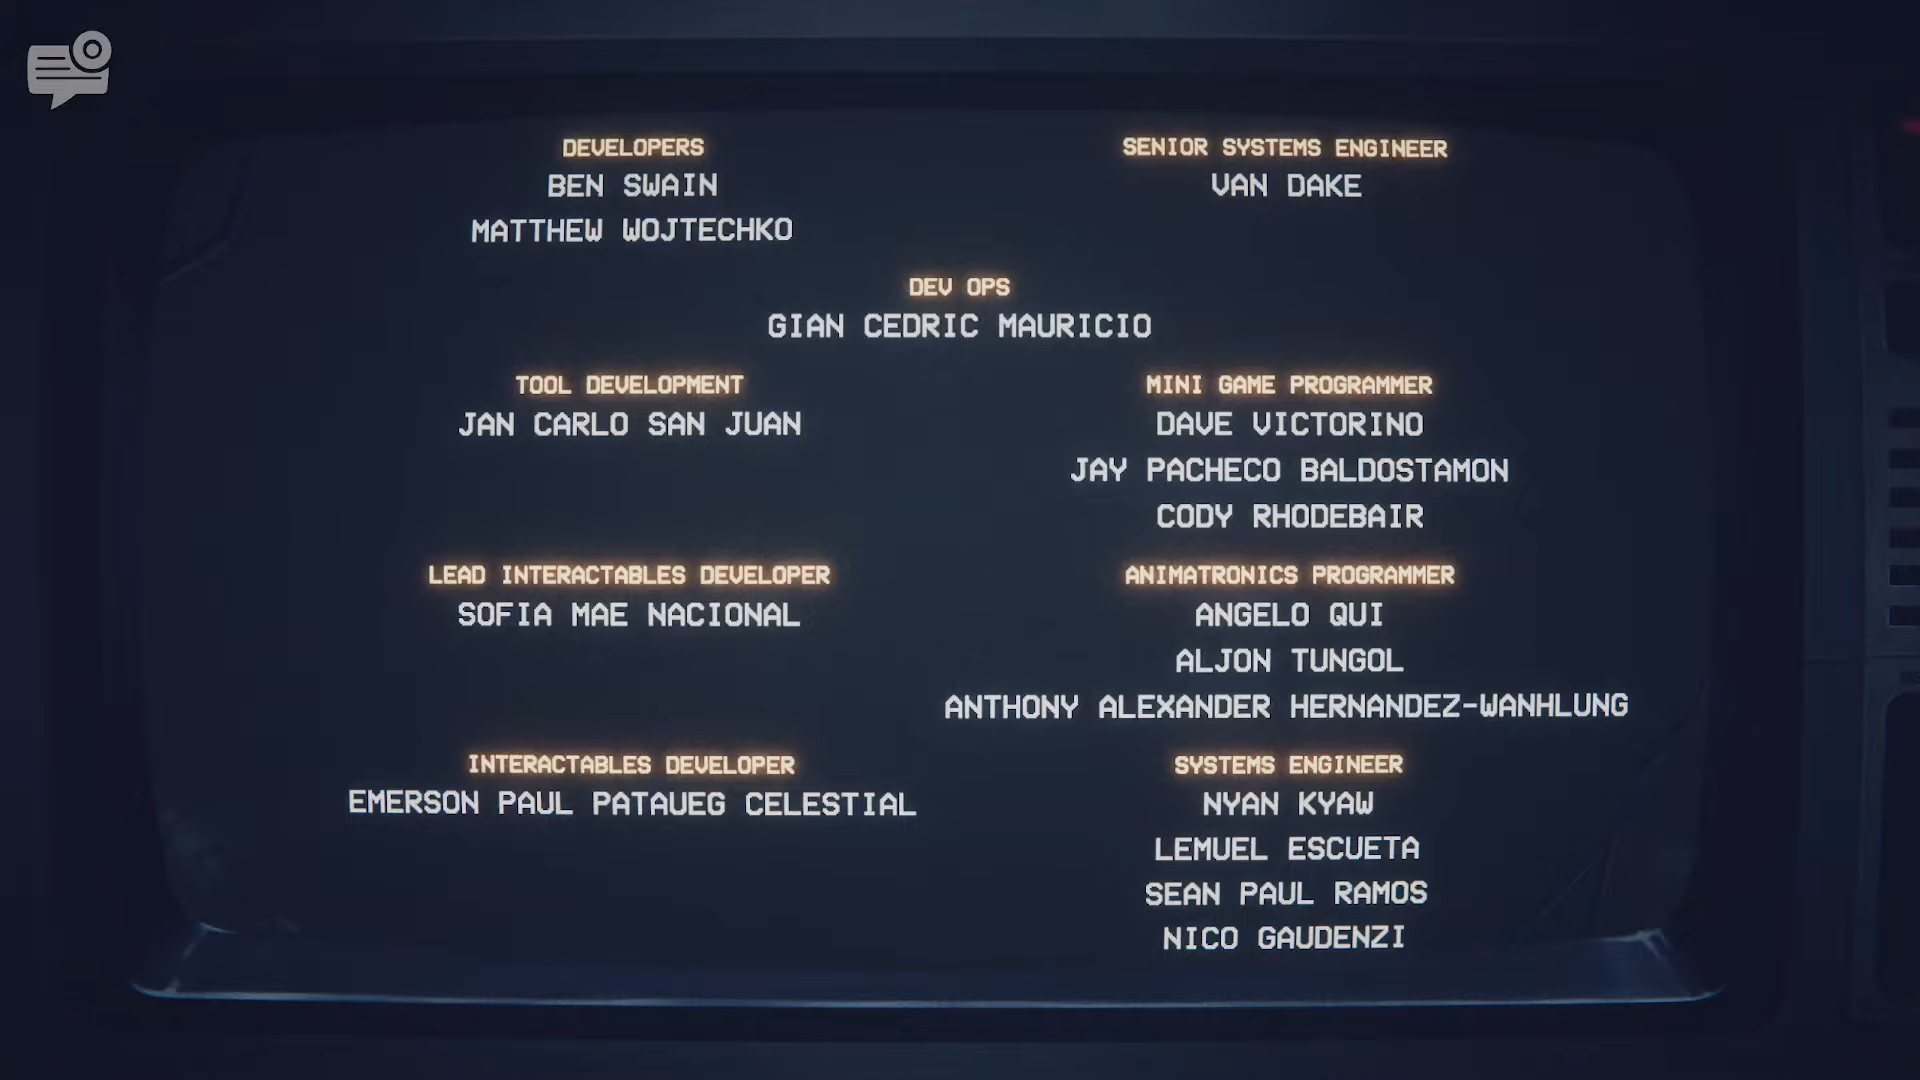 DEVELOPERS
BEN SWAIN
MATTHEW WOJTECHKO
SENIOR SYSTEMS ENGINEER
VAN DAKE
DEV OPS
GIAN CEDRIC MAURICIO
TOOL DEVELOPMENT
JAN CARLO SAN JUAN
MINI GAME PROGRAMMER
DAVE VICTORINO
JAY PACHECO BALDOSTAMON
CODY RHODEBAIR
LEAD INTERACTABLES DEVELOPER
SOFIA MAE NACIONAL
ANIMATRONICS PROGRAMMER
ANGELO QUI
ALJON TUNGOL
ANTHONY ALEXANDER HERNANDEZ-WANHLUNG
INTERACTABLES DEVELOPER
EMERSON PAUL PATAUEG CELESTIAL
SYSTEMS ENGINEER
NYAN KYAW
LEMUEL ESCUETA
SEAN PAUL RAMOS
NICO GAUDENZI